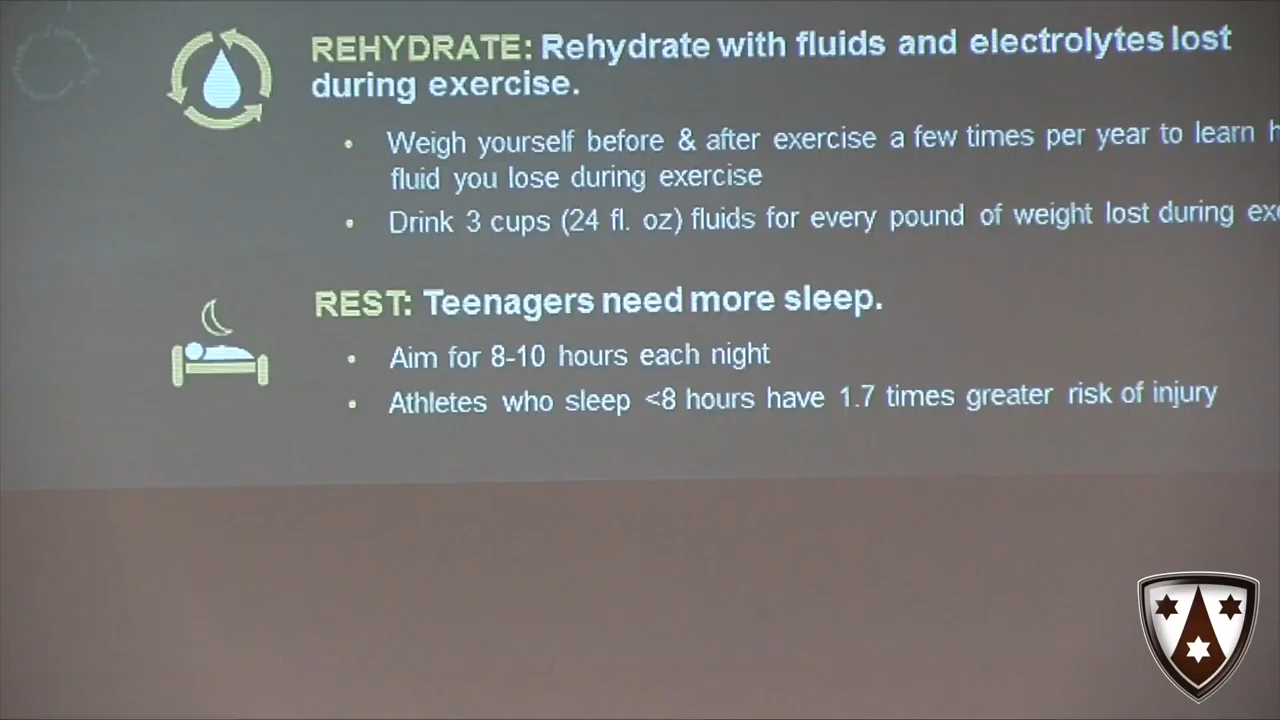 REHYDRATE: Rehydrate with fluids and electrolytes lost
during exercise.
• Weigh yourself before & after exercise a few times per year to learn
fluid you lose during exercise
• Drink 3 cups (24 fl. oz) fluids for every pound of weight lost during
REST: Teenagers need more sleep.
• Aim for 8-10 hours each night
• Athletes who sleep <8 hours have 1.7 times greater risk of injury